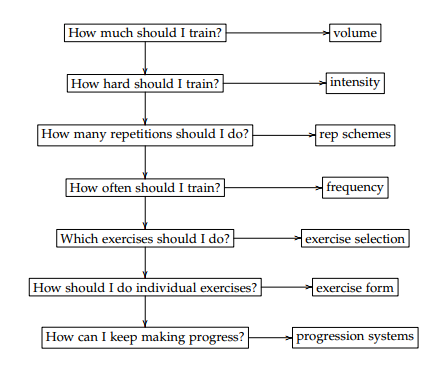 How much should I train?
volume
How hard should I train?
intensity
How many repetitions should I do?
rep schemes
How often should I train?
frequency
Which exercises should I do?
exercise selection
How should I do individual exercises?
exercise form
How can I keep making progress?
progression systems